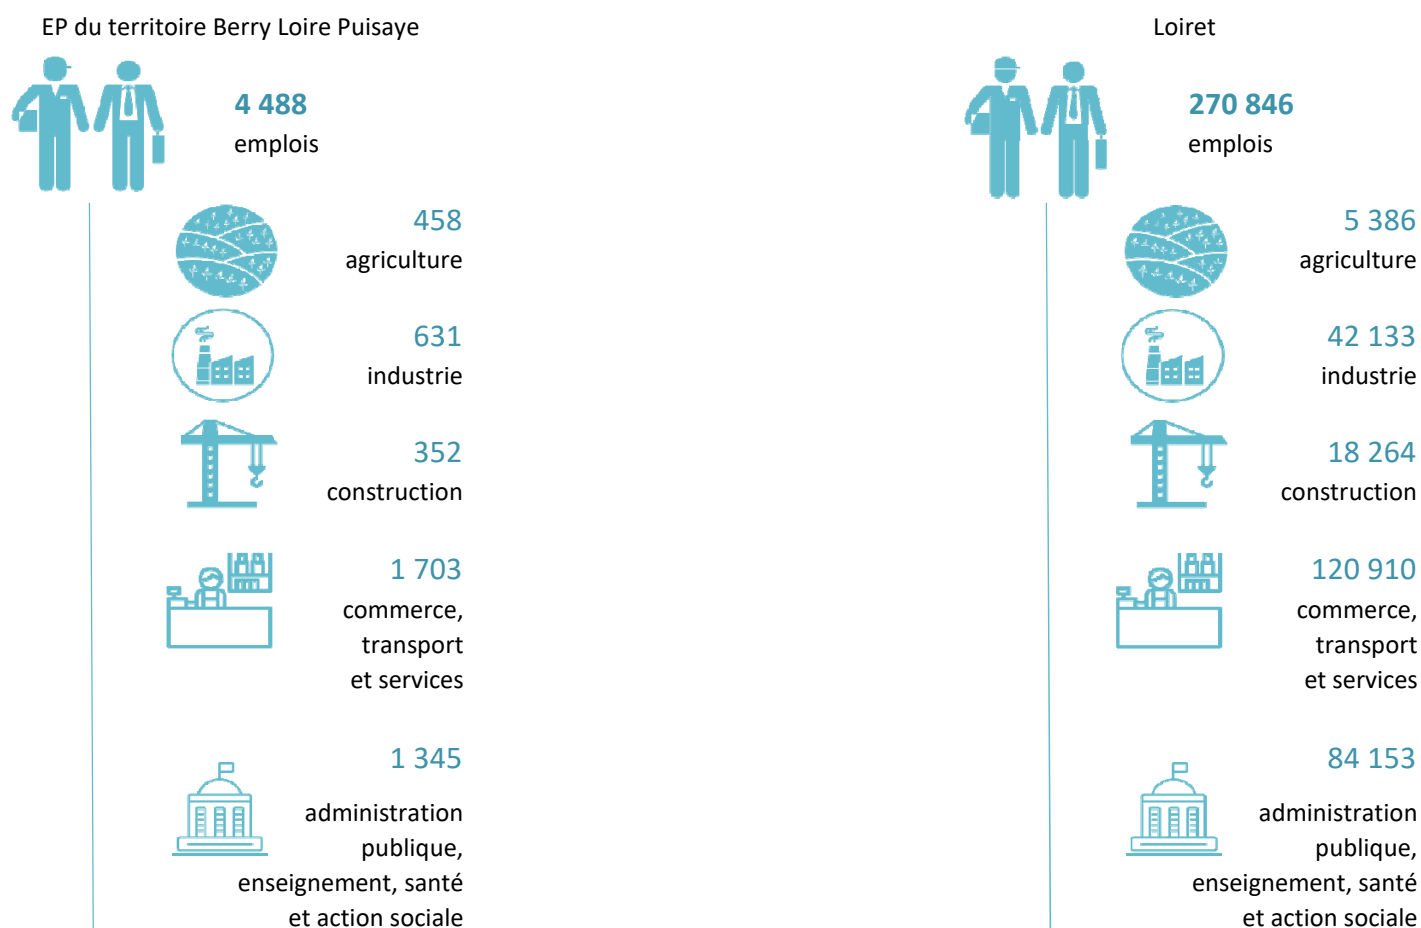 EP du territoire Berry Loire Puisaye
4 488
emplois
458
agriculture
631
industrie
352
construction
1 703
commerce,
transport
et services
1 345
administration
publique,
enseignement, santé
et action sociale
Loiret
270 846
emplois
5 386
agriculture
42 133
industrie
18 264
construction
120 910
commerce,
transport
et services
84 153
administration
publique,
enseignement, santé
et action sociale